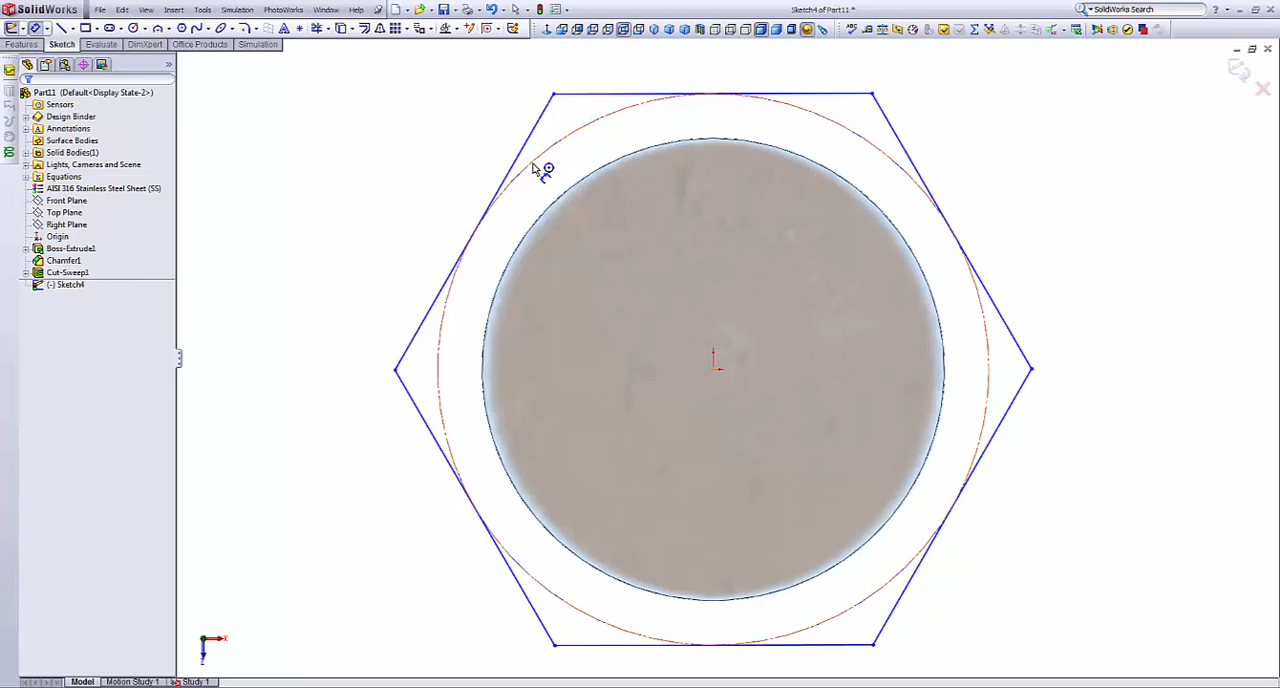 SolidWorks File Edit View Insert Tools Simulation PhotoWorks Window Help Sketch4 of Part11 * SolidWorks Search ?
Features Sketch Evaluate DimXpert Office Products Simulation
Part11 (Default<Display State-2>)
Sensors
Design Binder
Annotations
Surface Bodies
Solid Bodies(1)
Lights, Cameras and Scene
Equations
AISI 316 Stainless Steel Sheet (SS)
Front Plane
Top Plane
Right Plane
Origin
Boss-Extrude1
Chamfer1
Cut-Sweep1
(-) Sketch4
X
Z
Model Motion Study 1 Study 1